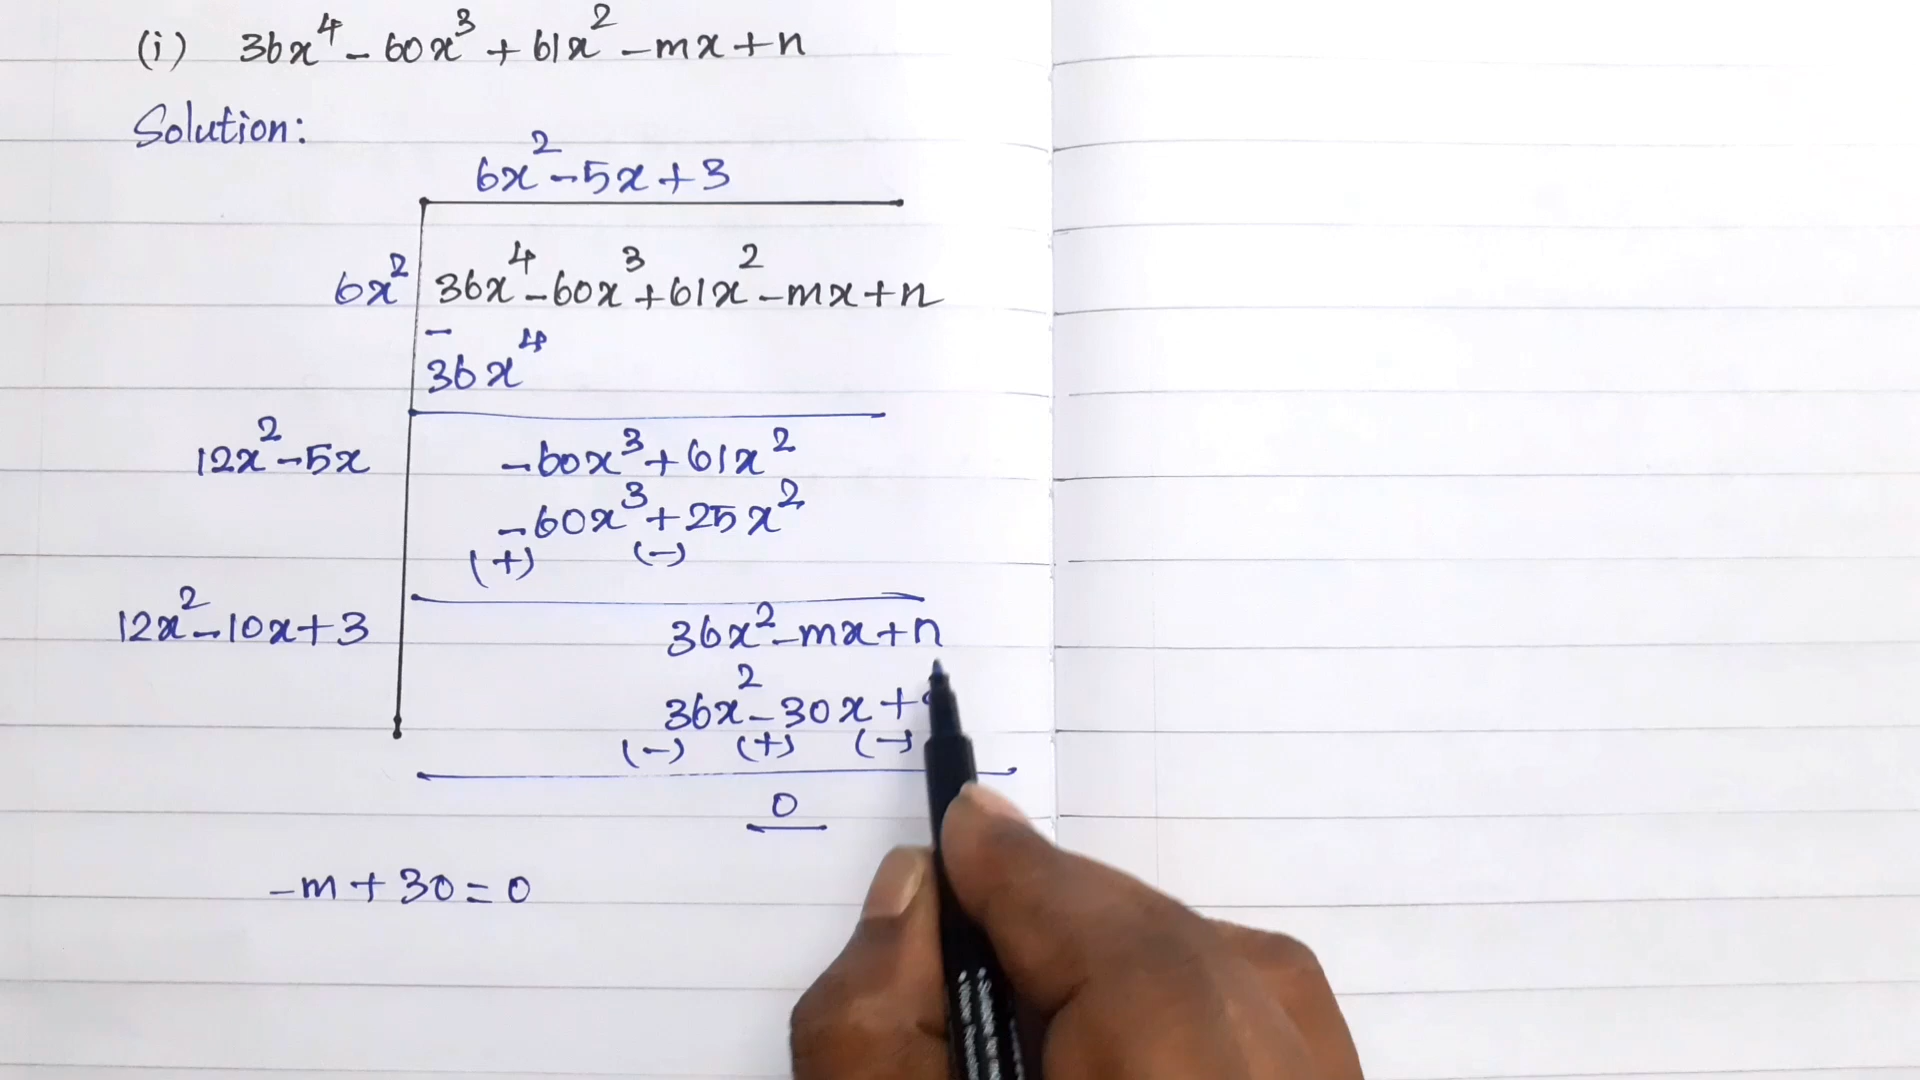 (i) 36x⁴ - 60x³ + 61x² - mx + n
Solution:
6x² - 5x + 3
6x² 36x⁴ - 60x³ + 61x² - mx + n
-
36x⁴
12x² - 5x -60x³ + 61x²
-60x³ + 25x²
(+) (-)
12x² - 10x + 3 36x² - mx + n
36x² - 30x +
(-) (+) (-)
0
-m + 30 = 0